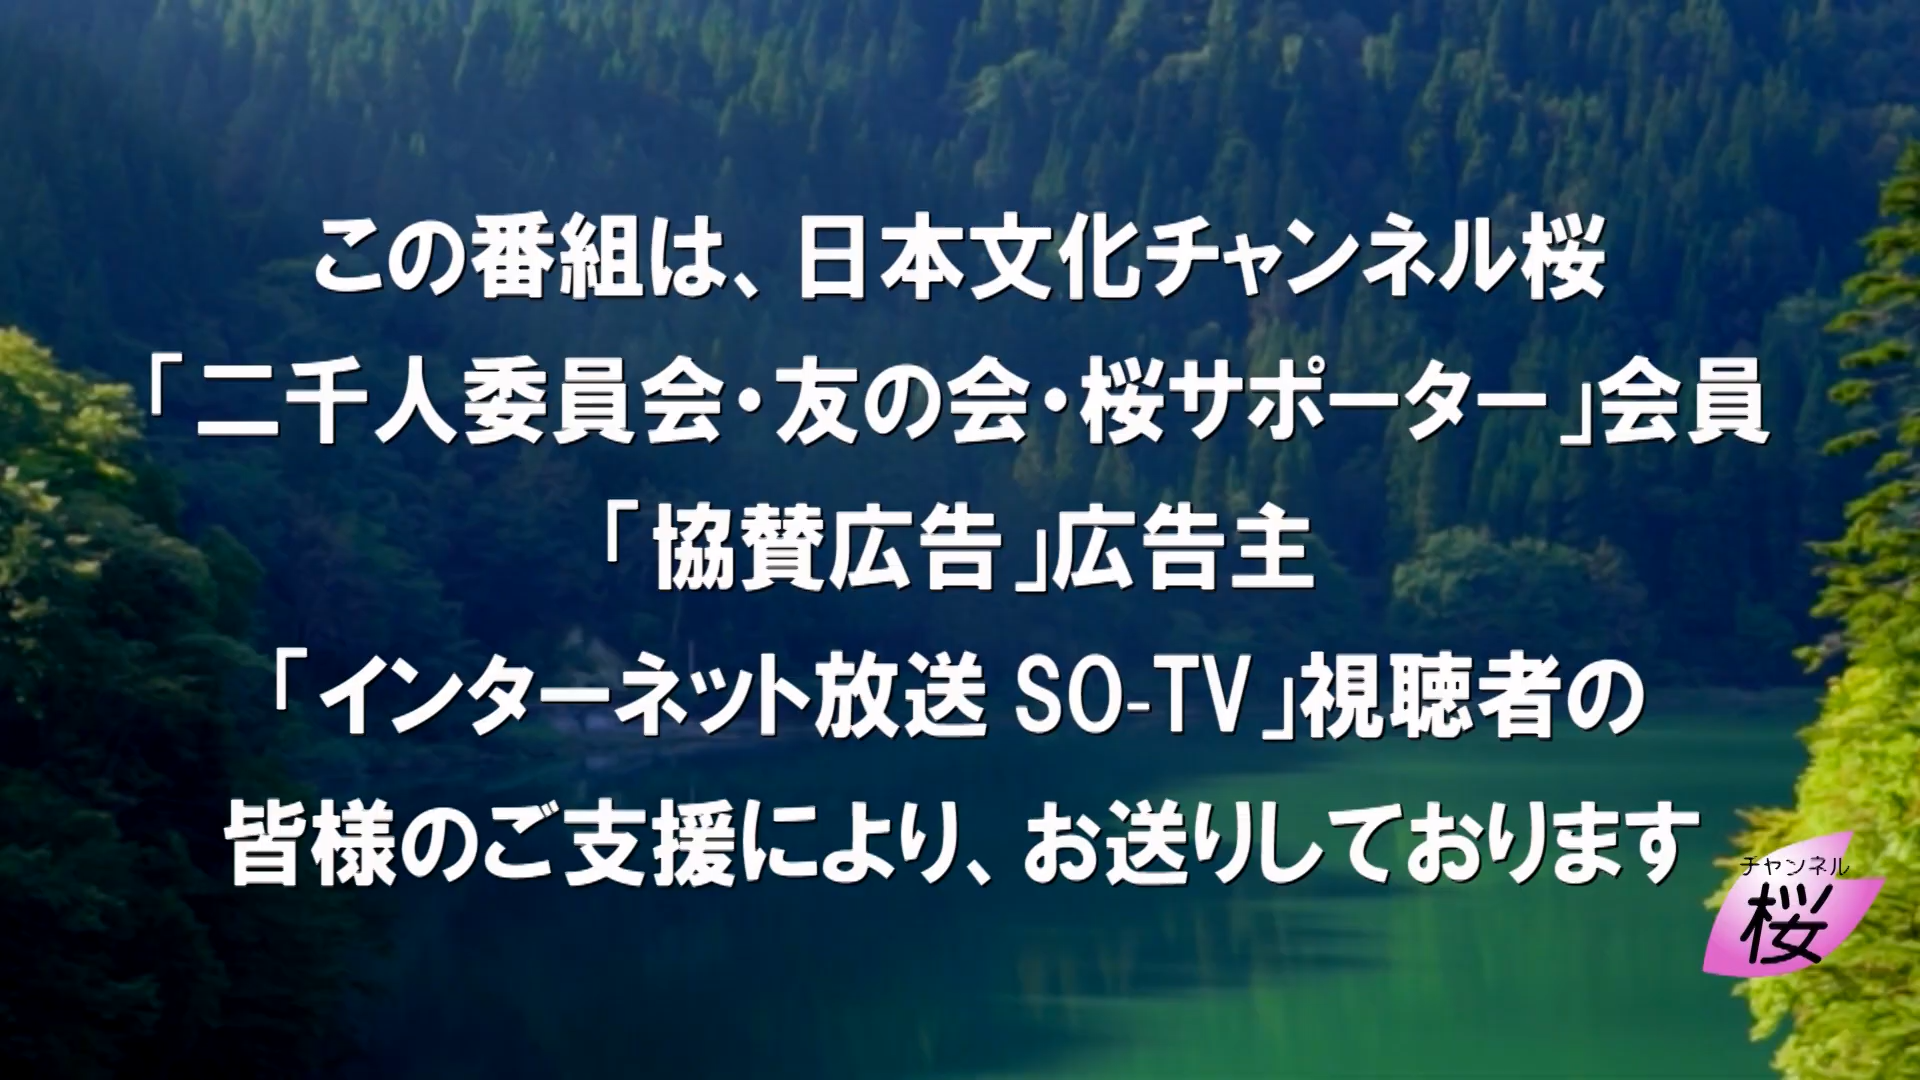 この番組は、日本文化チャンネル桜
「二千人委員会・友の会・桜サポーター」会員
「協賛広告」広告主
「インターネット放送 SO-TV」視聴者の
皆様のご支援により、お送りしております
チャンネル
桜